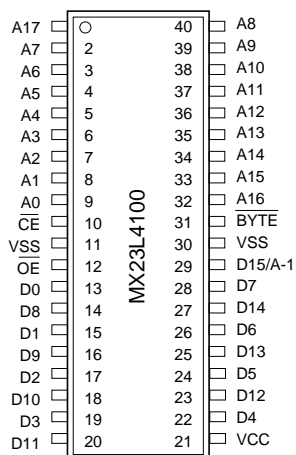 A17 40 A8
A7 2 39 A9
A6 3 38 A10
A5 4 37 A11
A4 5 36 A12
A3 6 35 A13
A2 7 34 A14
A1 8 33 A15
A0 9 32 A16
CE 10 31 BYTE
VSS 11 30 VSS
OE 12 29 D15/A-1
D0 13 28 D7
D8 14 27 D14
D1 15 26 D6
D9 16 25 D13
D2 17 24 D5
D10 18 23 D12
D3 19 22 D4
D11 20 21 VCC
MX23L4100